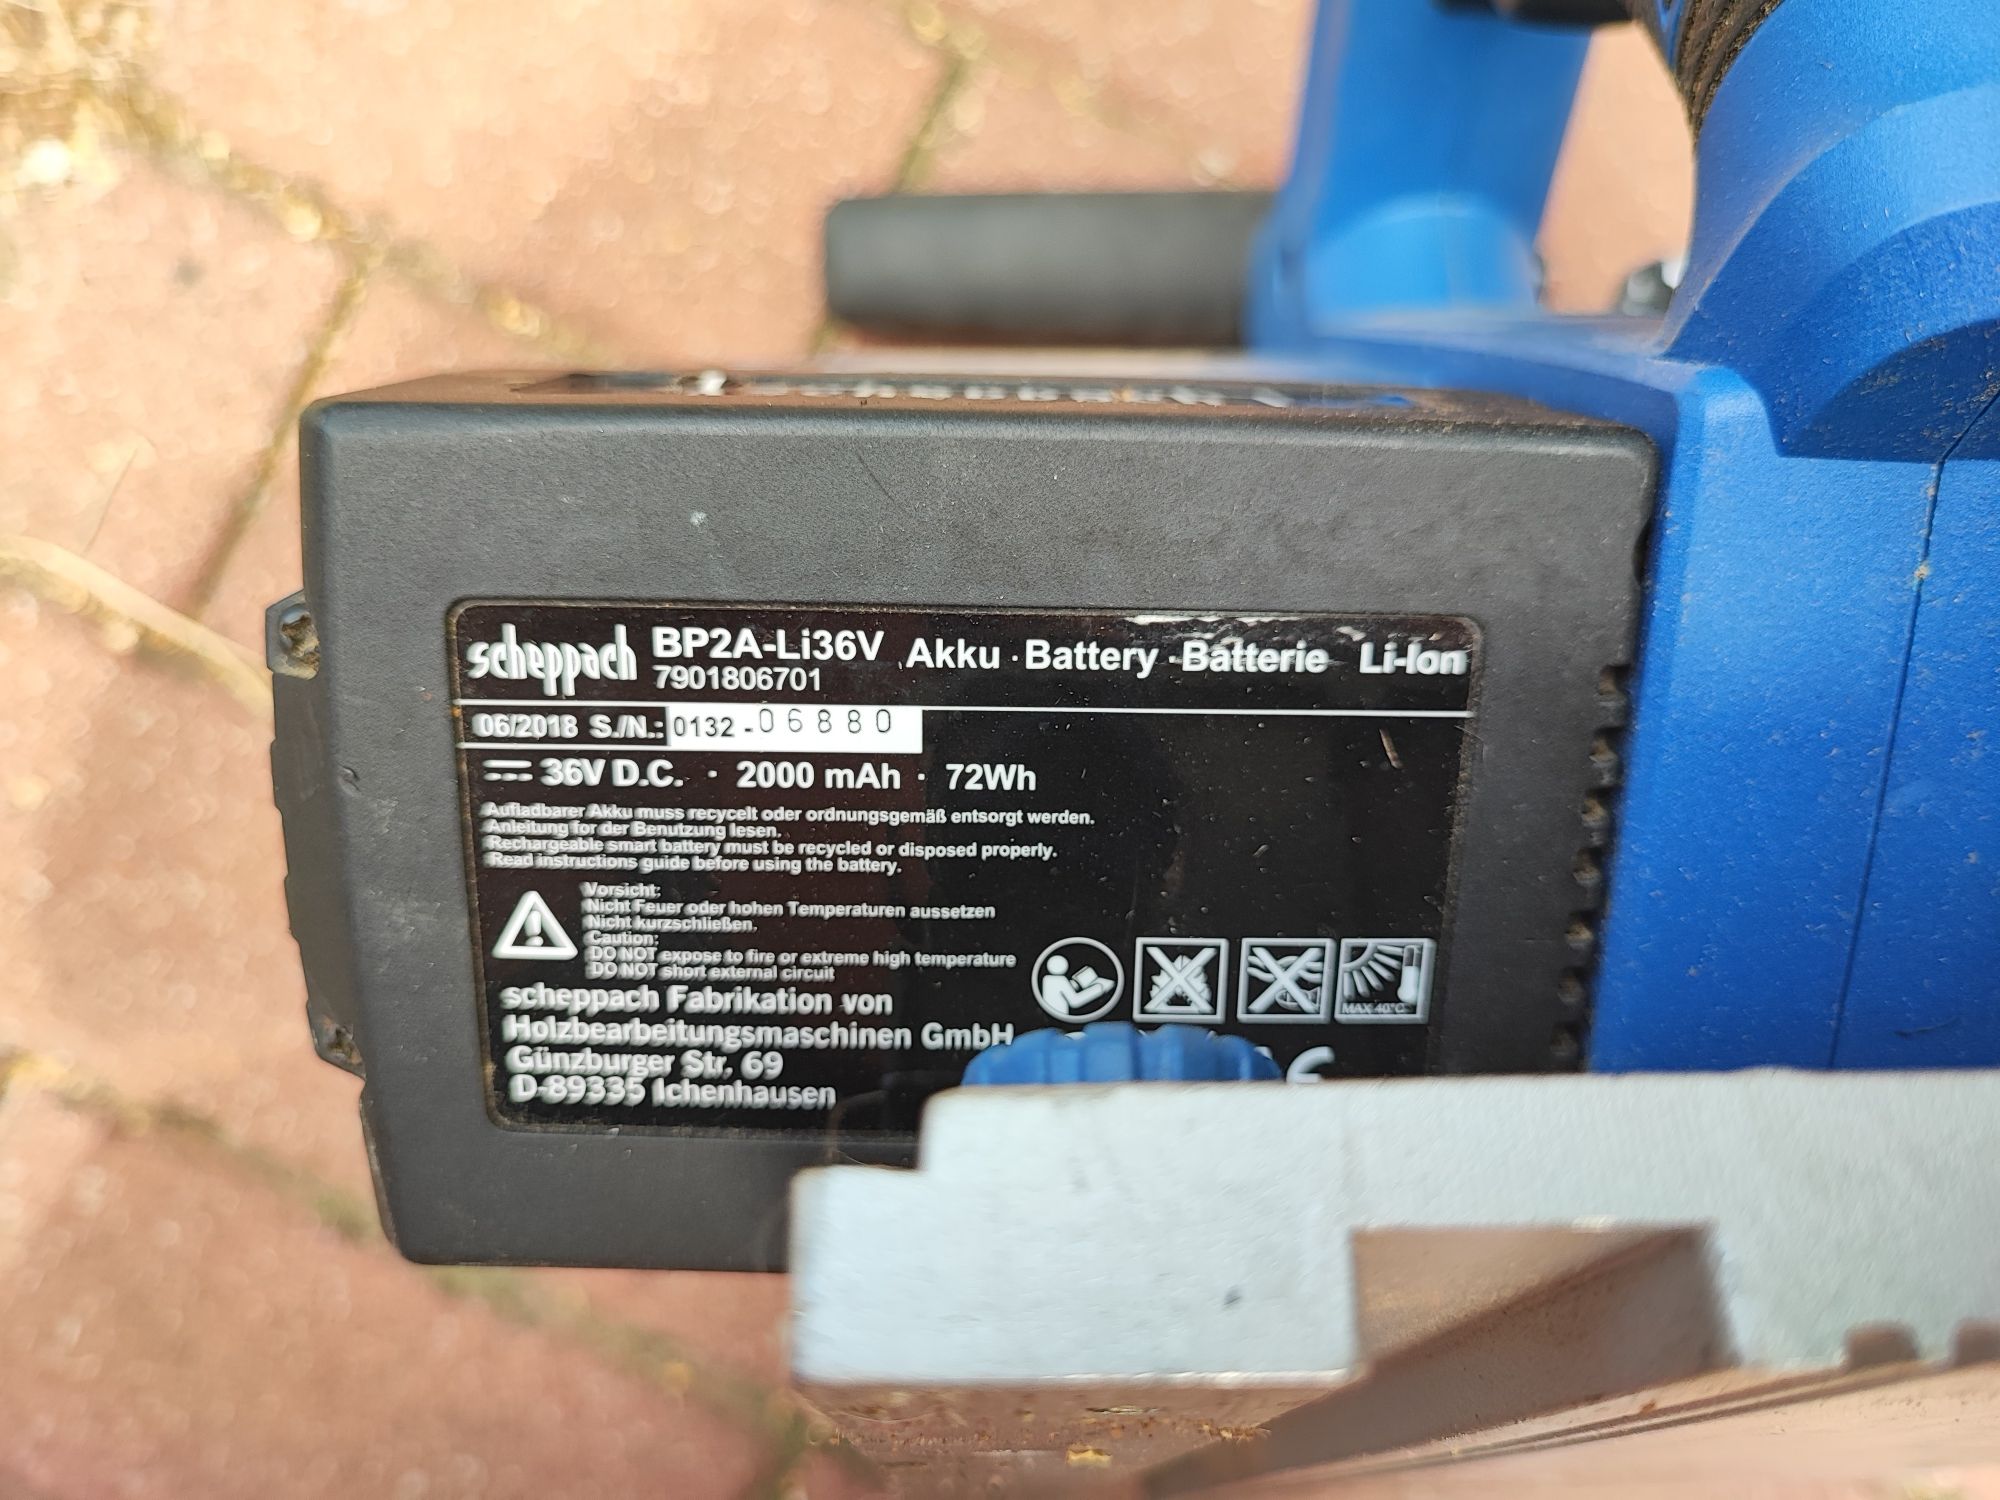 scheppach BP2A-Li36V Akku · Battery · Batterie Li-Ion
7901806701
06/2018 S./N.: 0132 - 06880
36V D.C. · 2000 mAh · 72Wh
Aufladbarer Akku muss recycelt oder ordnungsgemäß entsorgt werden.
Anleitung for der Benutzung lesen.
Rechargeable smart battery must be recycled or disposed properly.
Read instructions guide before using the battery.
Vorsicht:
Nicht Feuer oder hohen Temperaturen aussetzen
Nicht kurzschließen.
Caution:
DO NOT expose to fire or extreme high temperature
DO NOT short external circuit
MAX 40°C
scheppach Fabrikation von
Holzbearbeitungsmaschinen GmbH
Günzburger Str. 69
D-89335 Ichenhausen